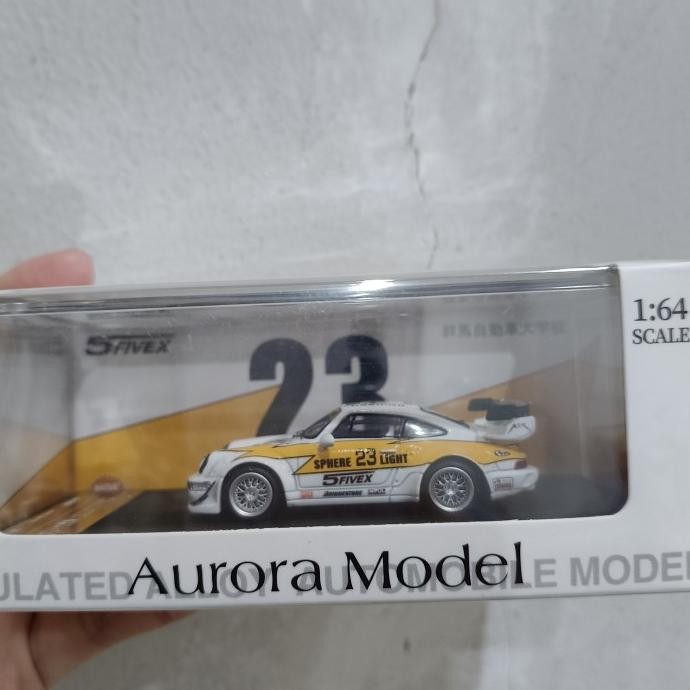 1:64
SCALE
5FIVEX
群馬自動車大学校
23
SPHERE 23 LIGHT
5FIVEX
BRIDGESTONE
Aurora Model
ULATED ALLOY AUTOMOBILE MODEL